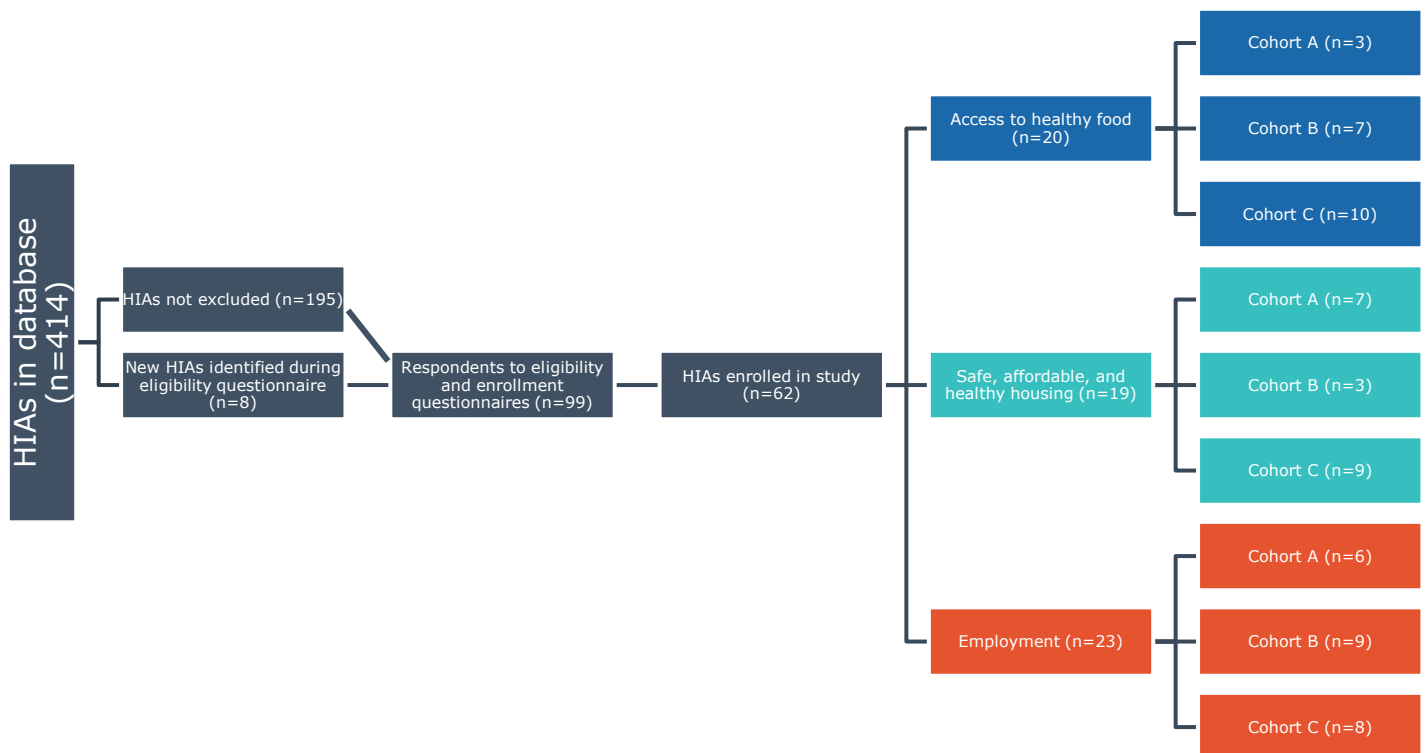 HIAs in database
(n=414)
HIAs not excluded (n=195)
New HIAs identified during
eligibility questionnaire
(n=8)
Respondents to eligibility
and enrollment
questionnaires (n=99)
HIAs enrolled in study
(n=62)
Access to healthy food
(n=20)
Cohort A (n=3)
Cohort B (n=7)
Cohort C (n=10)
Safe, affordable, and
healthy housing (n=19)
Cohort A (n=7)
Cohort B (n=3)
Cohort C (n=9)
Employment (n=23)
Cohort A (n=6)
Cohort B (n=9)
Cohort C (n=8)